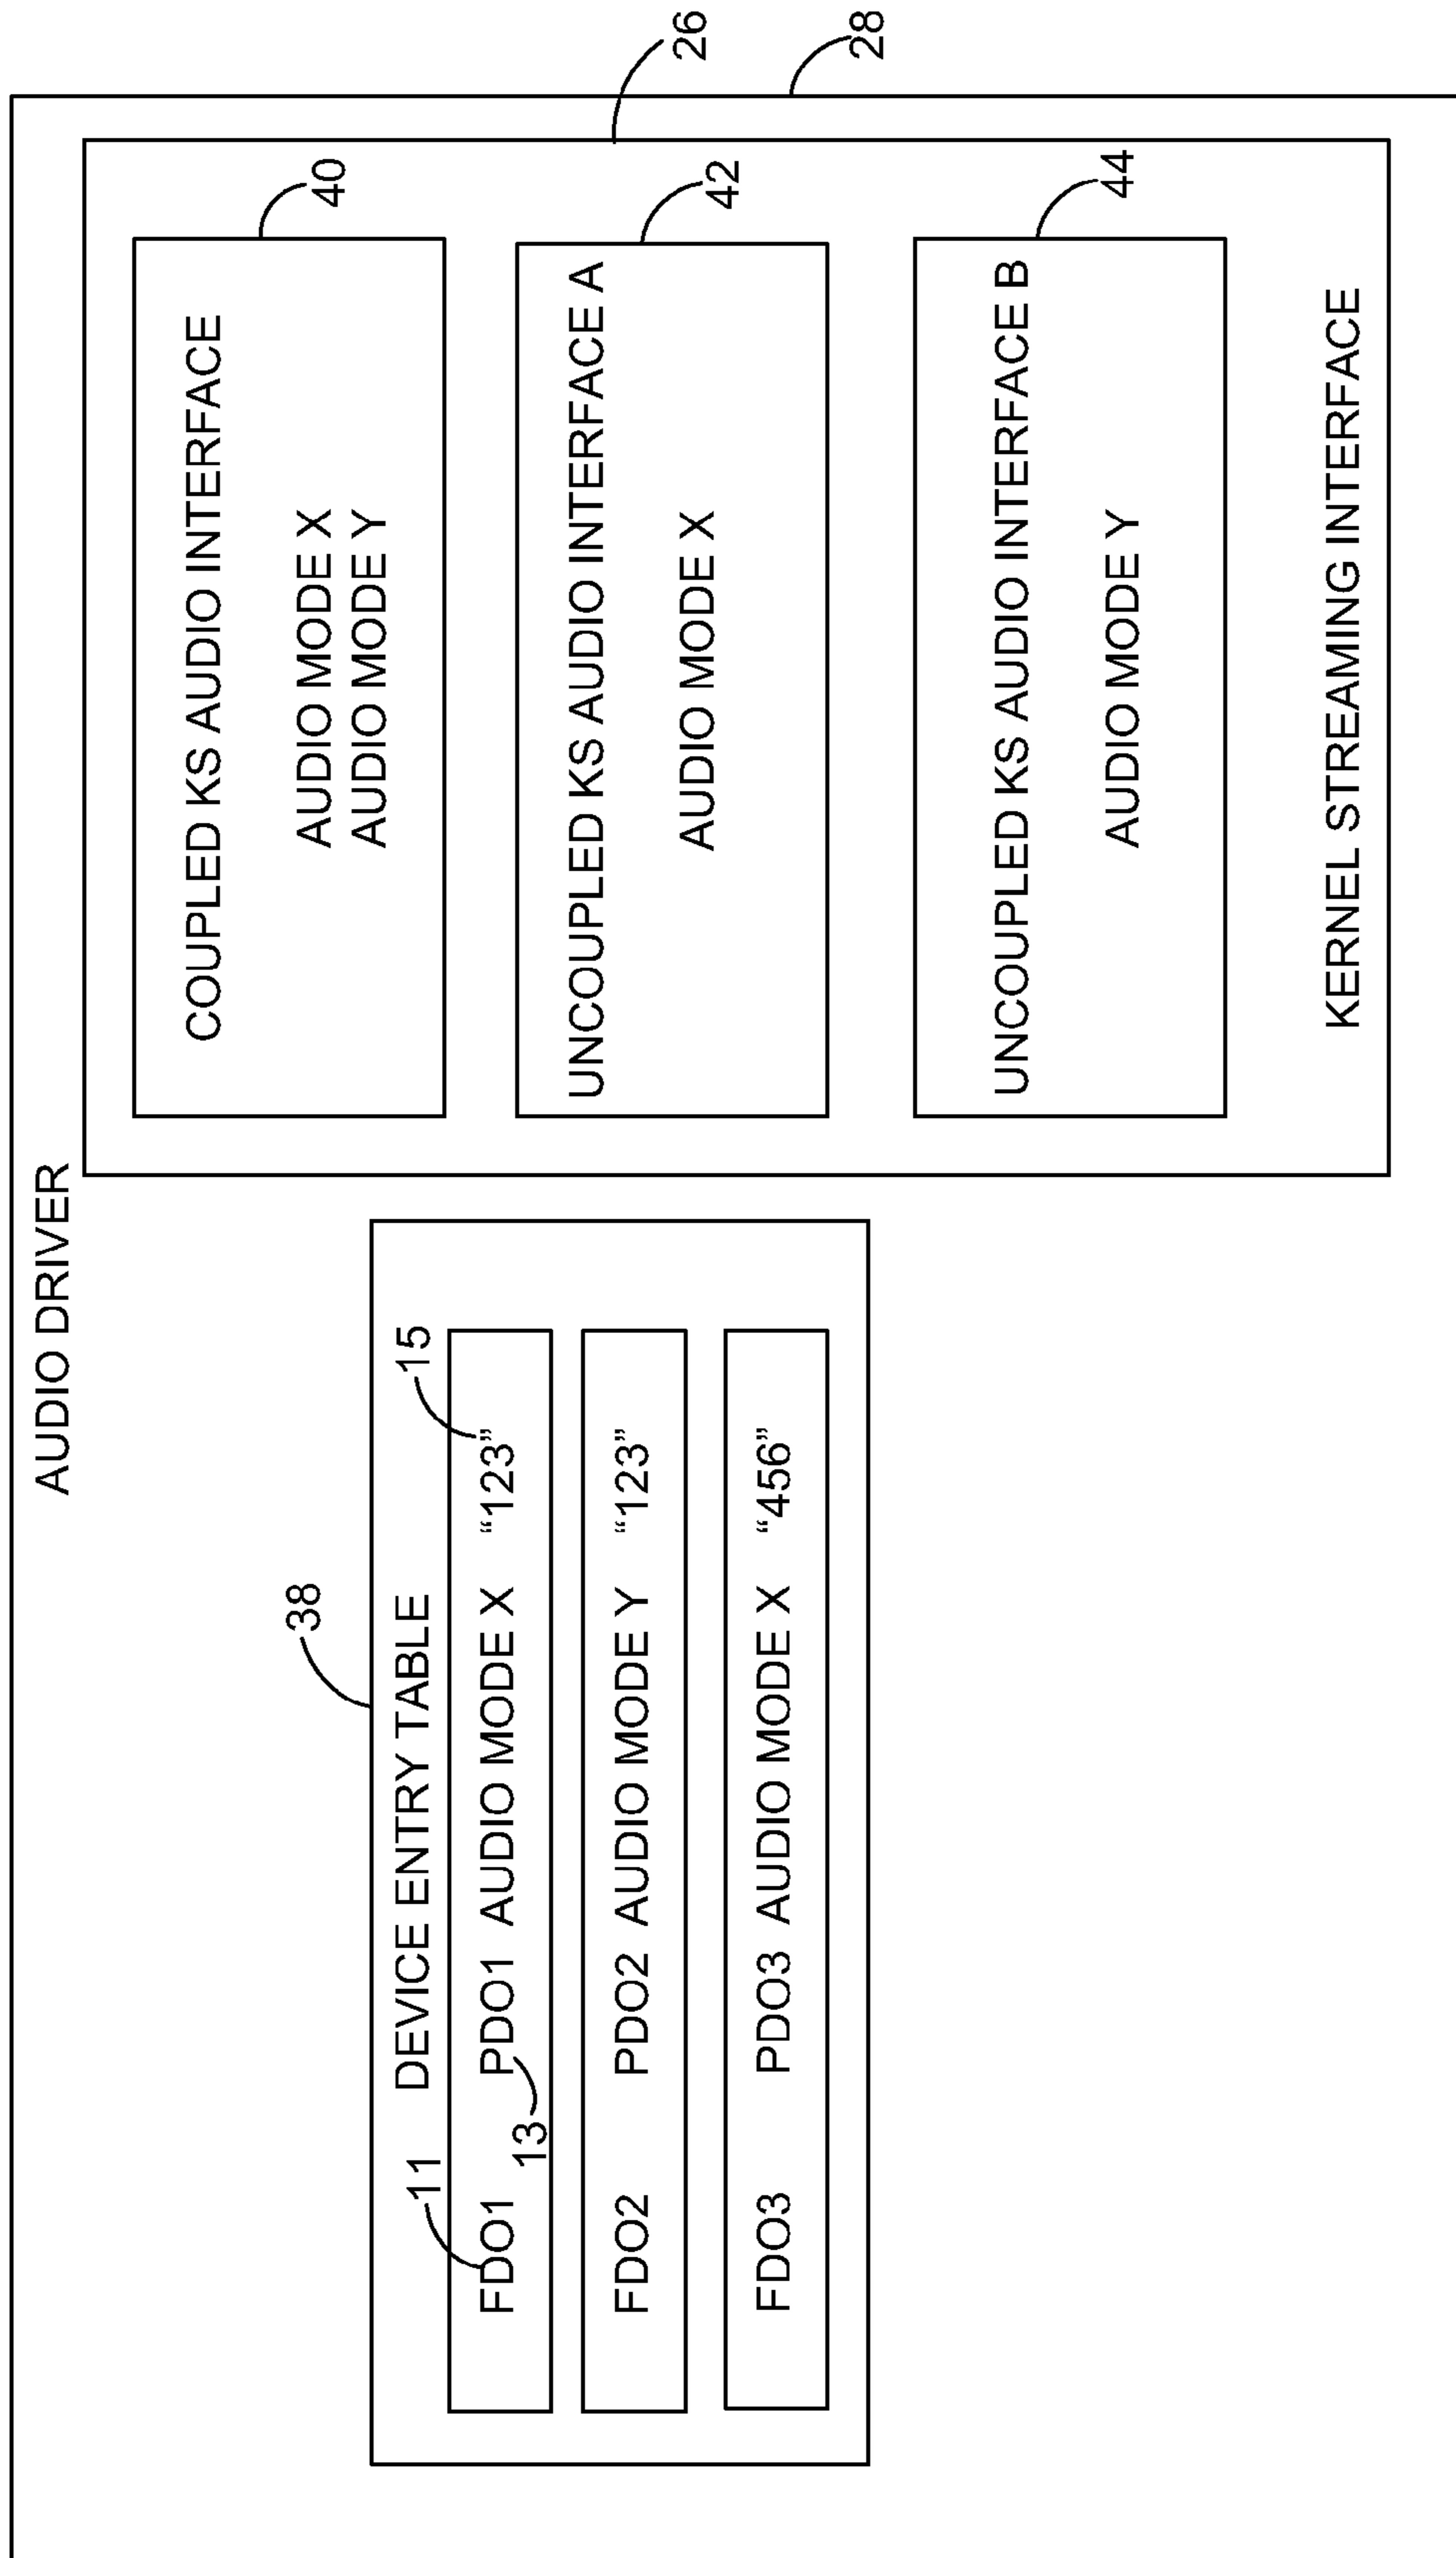 AUDIO DRIVER
38
DEVICE ENTRY TABLE
11
15
FDO1 PDO1 AUDIO MODE X “123”
13
FDO2 PDO2 AUDIO MODE Y “123”
FDO3 PDO3 AUDIO MODE X “456”
COUPLED KS AUDIO INTERFACE
AUDIO MODE X
AUDIO MODE Y
40
UNCOUPLED KS AUDIO INTERFACE A
AUDIO MODE X
42
UNCOUPLED KS AUDIO INTERFACE B
AUDIO MODE Y
44
KERNEL STREAMING INTERFACE
26
28